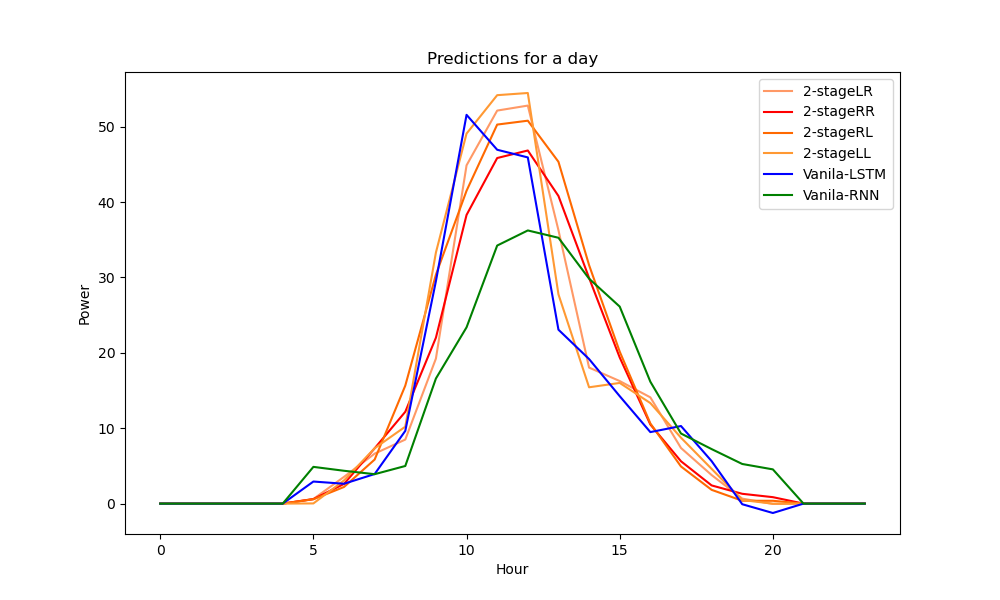 Predictions for a day
2-stageLR
2-stageRR
2-stageRL
2-stageLL
Vanila-LSTM
Vanila-RNN
Power
50
40
30
20
10
0
0 5 10 15 20
Hour